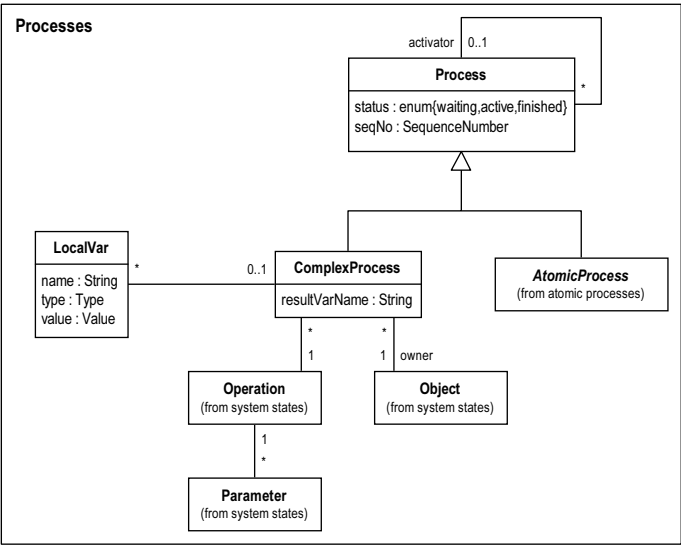 Processes
activator 0..1
Process
*
status : enum{waiting,active,finished}
seqNo : SequenceNumber
LocalVar
name : String
type : Type
value : Value
*
0..1
ComplexProcess
resultVarName : String
AtomicProcess
(from atomic processes)
* *
1 1 owner
Operation
(from system states)
Object
(from system states)
1
*
Parameter
(from system states)